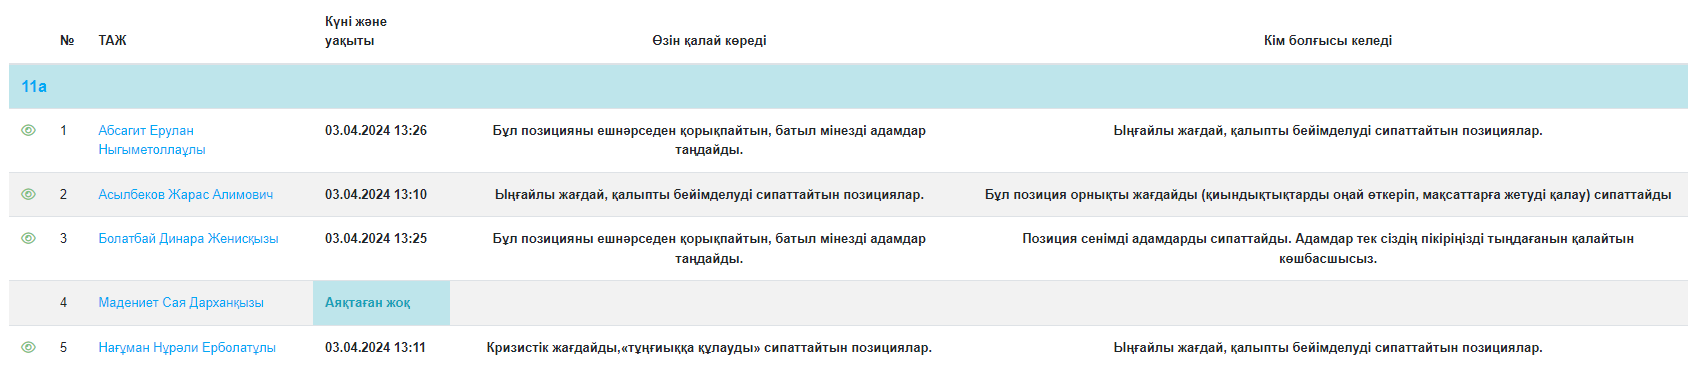 № ТАЖ Күні және уақыты Өзін қалай көреді Кім болғысы келеді
11а
1 Абсагит Ерулан Ныгыметоллаұлы 03.04.2024 13:26 Бұл позицияны ешнәрседен қорықпайтын, батыл мінезді адамдар таңдайды. Ыңғайлы жағдай, қалыпты бейімделуді сипаттайтын позициялар.
2 Асылбеков Жарас Алимович 03.04.2024 13:10 Ыңғайлы жағдай, қалыпты бейімделуді сипаттайтын позициялар. Бұл позиция орнықты жағдайды (қиындықтарды оңай өткеріп, мақсаттарға жетуді қалау) сипаттайды
3 Болатбай Динара Женисқызы 03.04.2024 13:25 Бұл позицияны ешнәрседен қорықпайтын, батыл мінезді адамдар таңдайды. Позиция сенімді адамдарды сипаттайды. Адамдар тек сіздің пікіріңізді тыңдағанын қалайтын көшбасшысыз.
4 Мадениет Сая Дарханқызы Аяқтаған жоқ
5 Нағұман Нұрәли Ерболатұлы 03.04.2024 13:11 Кризистік жағдайды,«тұңғиыққа құлауды» сипаттайтын позициялар. Ыңғайлы жағдай, қалыпты бейімделуді сипаттайтын позициялар.